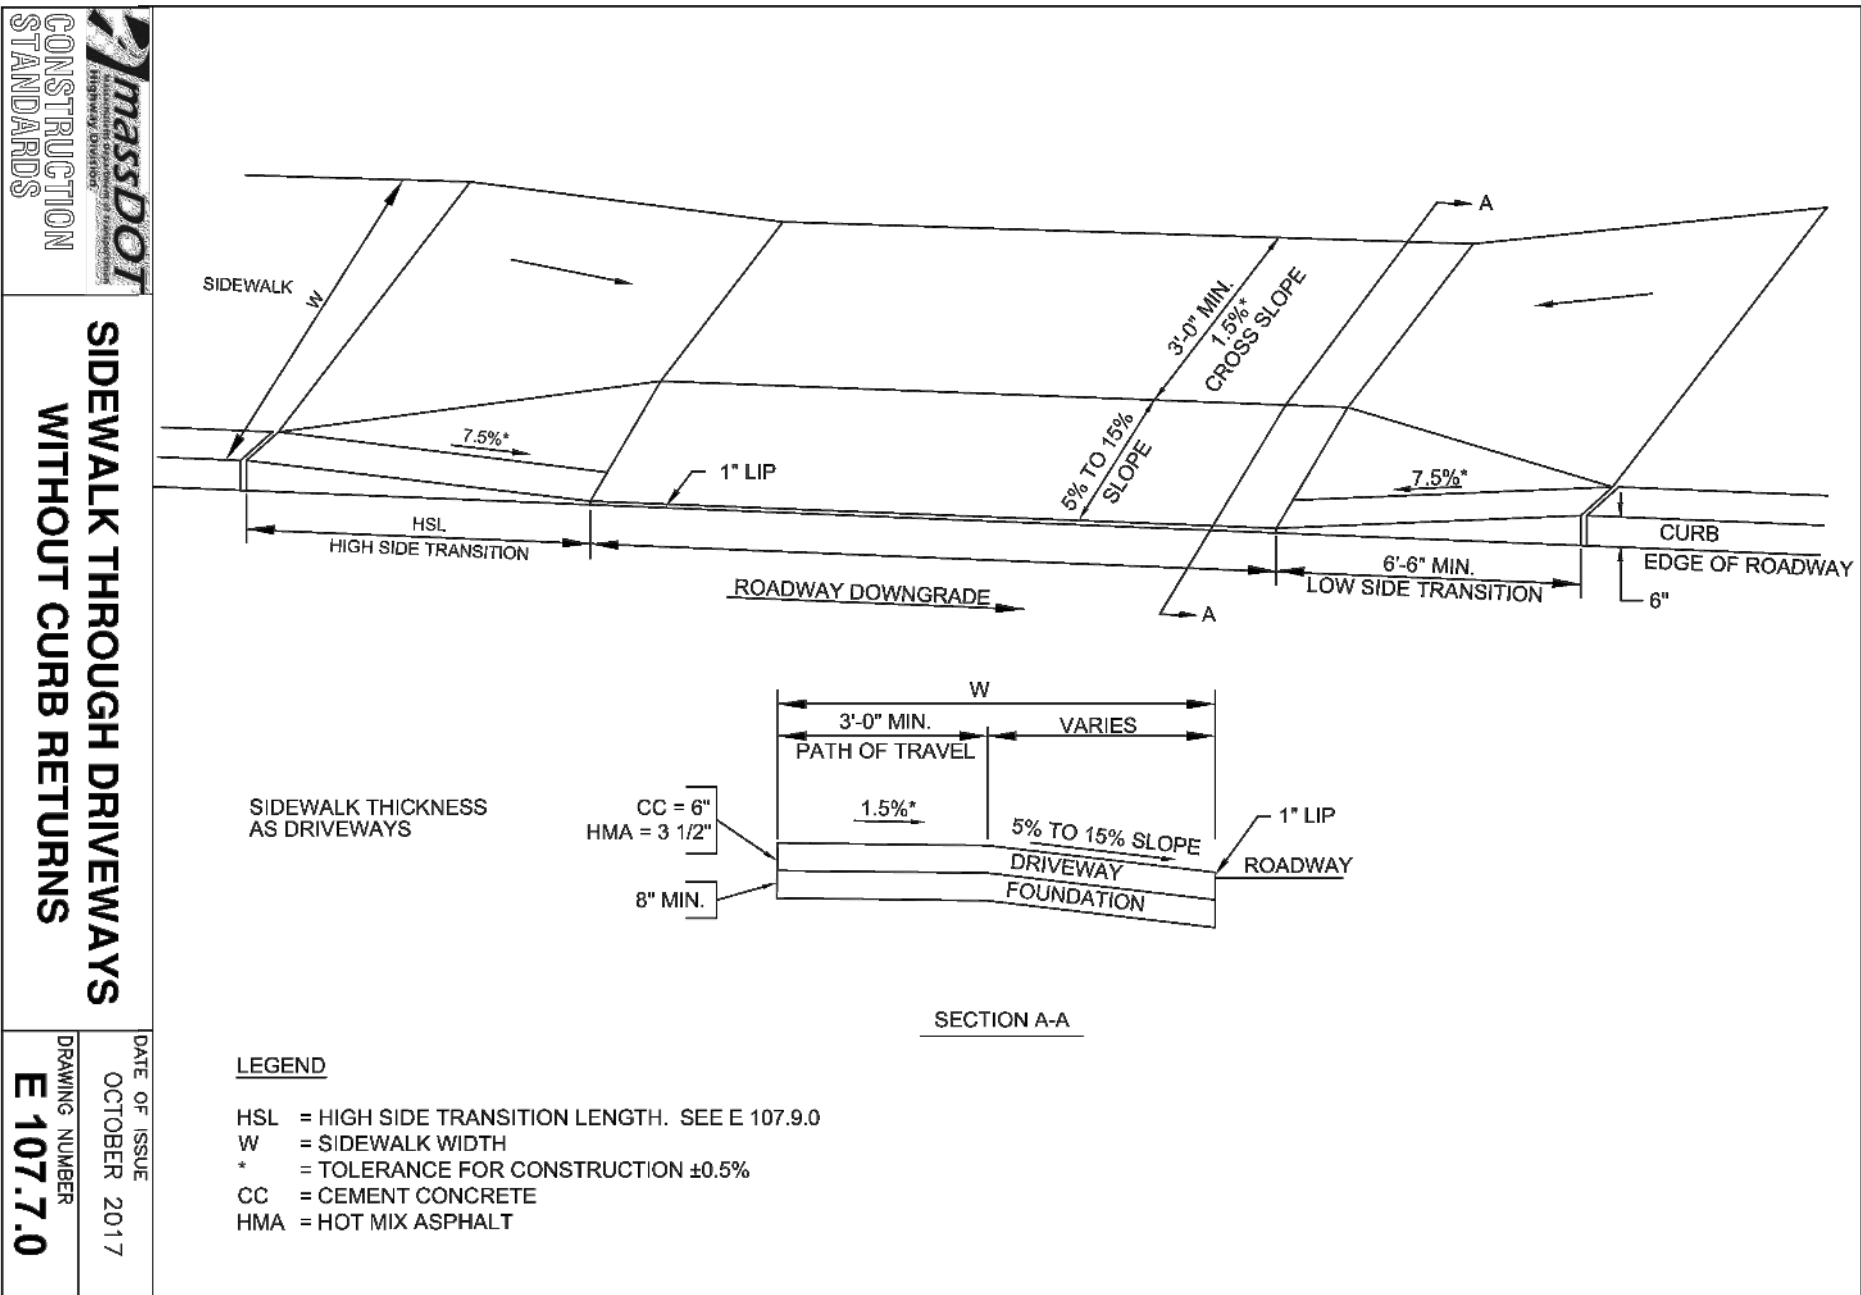 massDOT
Massachusetts Department of Transportation
Highway Division
CONSTRUCTION
STANDARDS
SIDEWALK THROUGH DRIVEWAYS
WITHOUT CURB RETURNS
DATE OF ISSUE
OCTOBER 2017
DRAWING NUMBER
E 107.7.0
A
SIDEWALK
W
3'-0" MIN.
1.5%*
CROSS SLOPE
5% TO 15%
SLOPE
7.5%*
1" LIP
7.5%*
HSL
HIGH SIDE TRANSITION
CURB
EDGE OF ROADWAY
6'-6" MIN.
LOW SIDE TRANSITION
6"
ROADWAY DOWNGRADE
A
W
3'-0" MIN.
VARIES
PATH OF TRAVEL
SIDEWALK THICKNESS
AS DRIVEWAYS
CC = 6"
HMA = 3 1/2"
1.5%*
5% TO 15% SLOPE
1" LIP
DRIVEWAY
ROADWAY
8" MIN.
FOUNDATION
SECTION A-A
LEGEND
HSL = HIGH SIDE TRANSITION LENGTH. SEE E 107.9.0
W = SIDEWALK WIDTH
* = TOLERANCE FOR CONSTRUCTION ±0.5%
CC = CEMENT CONCRETE
HMA = HOT MIX ASPHALT